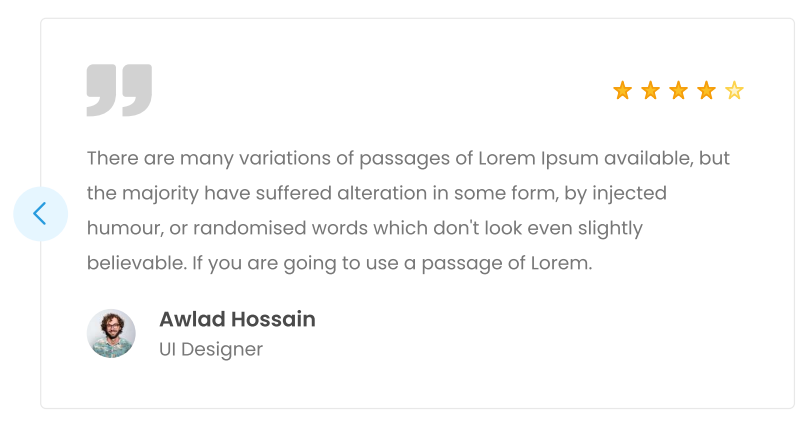 There are many variations of passages of Lorem Ipsum available, but
the majority have suffered alteration in some form, by injected
humour, or randomised words which don't look even slightly
believable. If you are going to use a passage of Lorem.
Awlad Hossain
UI Designer